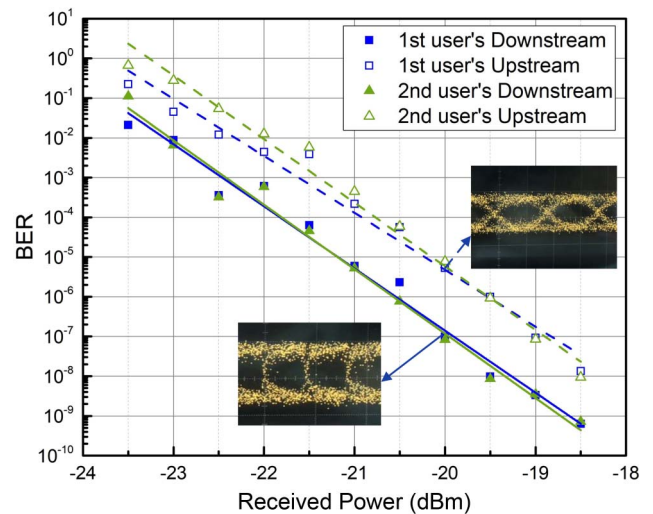 10^1
10^0
10^-1
10^-2
10^-3
10^-4
10^-5
10^-6
10^-7
10^-8
10^-9
10^-10
BER
1st user's Downstream
1st user's Upstream
2nd user's Downstream
2nd user's Upstream
-24 -23 -22 -21 -20 -19 -18
Received Power (dBm)